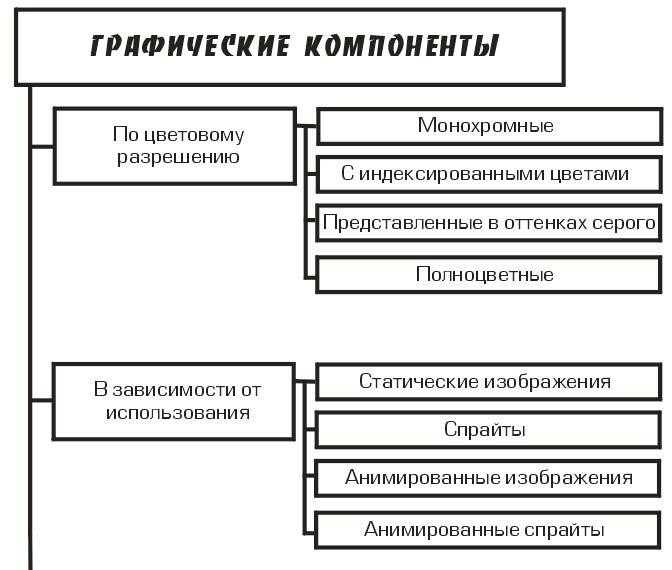 ГРАФИЧЕСКИЕ КОМПОНЕНТЫ
По цветовому
разрешению
Монохромные
С индексированными цветами
Представленные в оттенках серого
Полноцветные
В зависимости от
использования
Статические изображения
Спрайты
Анимированные изображения
Анимированные спрайты